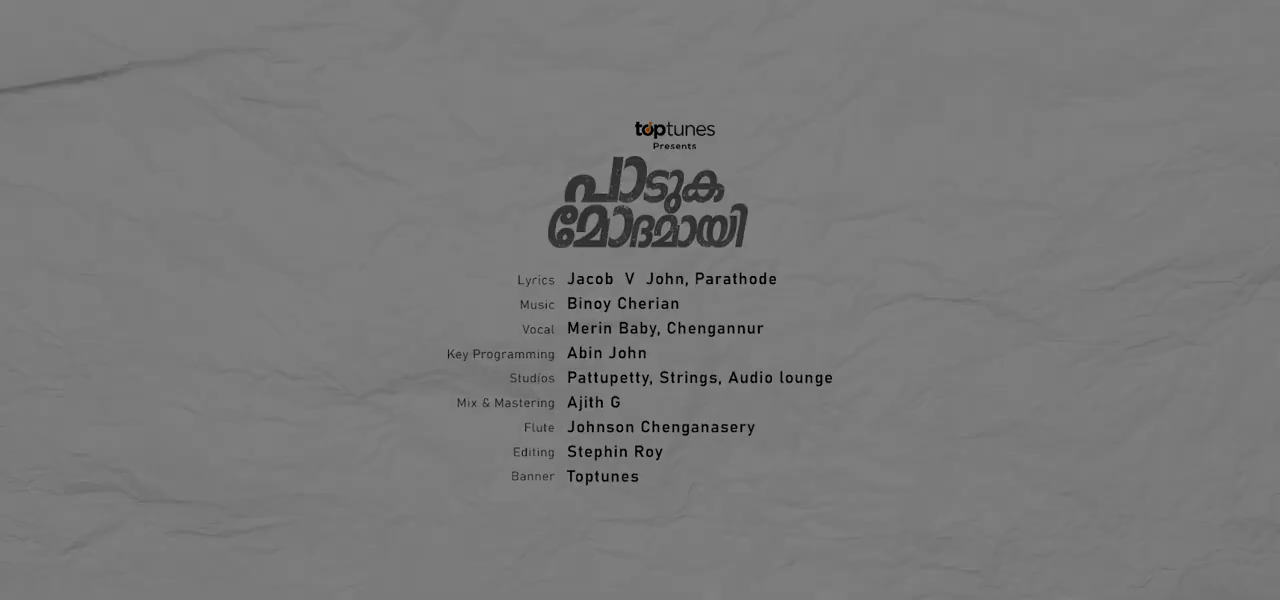 toptunes
Presents
പാടുക
മോദമായി
Lyrics Jacob V John, Parathode
Music Binoy Cherian
Vocal Merin Baby, Chengannur
Key Programming Abin John
Studios Pattupetty, Strings, Audio lounge
Mix & Mastering Ajith G
Flute Johnson Chenganasery
Editing Stephin Roy
Banner Toptunes